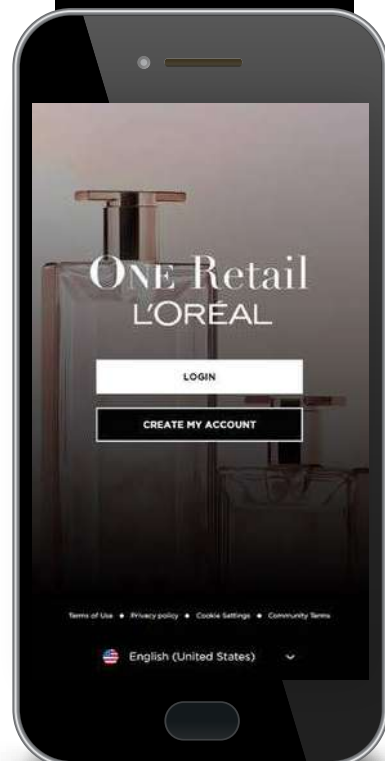 ONE Retail
L'ORÉAL
LOGIN
CREATE MY ACCOUNT
Terms of Use • Privacy policy • Cookie Settings • Community Terms
English (United States)